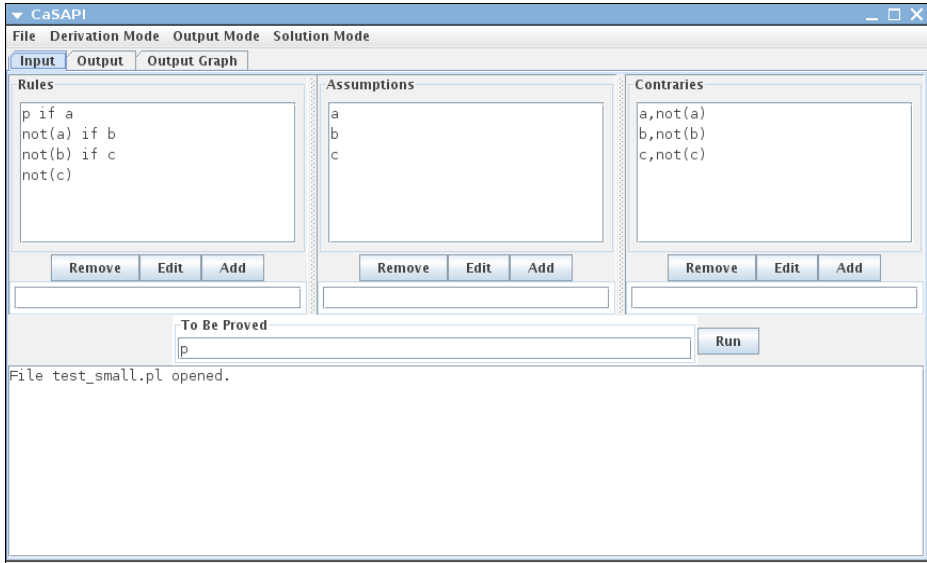 CaSAPI
File Derivation Mode Output Mode Solution Mode
Input Output Output Graph
Rules
p if a
not(a) if b
not(b) if c
not(c)
Remove Edit Add
Assumptions
a
b
c
Remove Edit Add
Contraries
a,not(a)
b,not(b)
c,not(c)
Remove Edit Add
To Be Proved
p
Run
File test_small.pl opened.